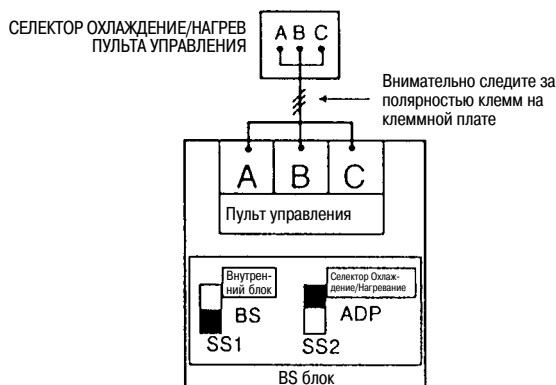 СЕЛЕКТОР ОХЛАЖДЕНИЕ/НАГРЕВ
ПУЛЬТА УПРАВЛЕНИЯ
A B C
Внимательно следите за
полярностью клемм на
клеммной плате
A B C
Пульт управления
Внутрен-
ний блок
BS
SS1
Селектор Охлаж-
дение/Нагревание
ADP
SS2
BS блок